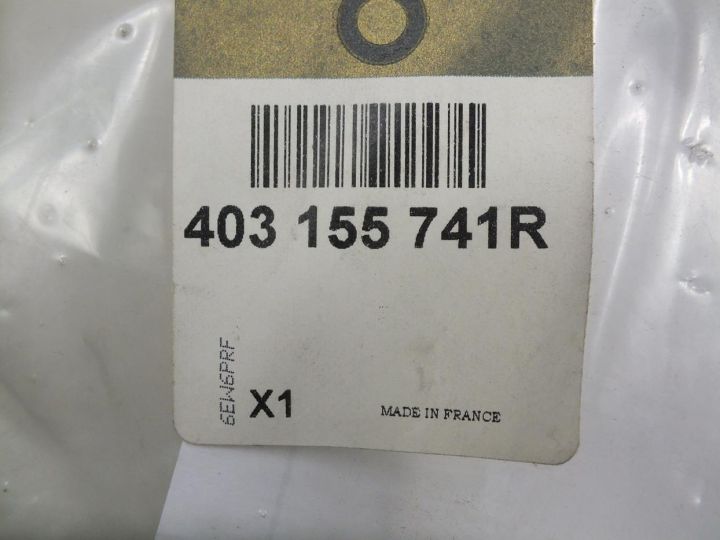 403 155 741R
6EW6PRF
X1
MADE IN FRANCE